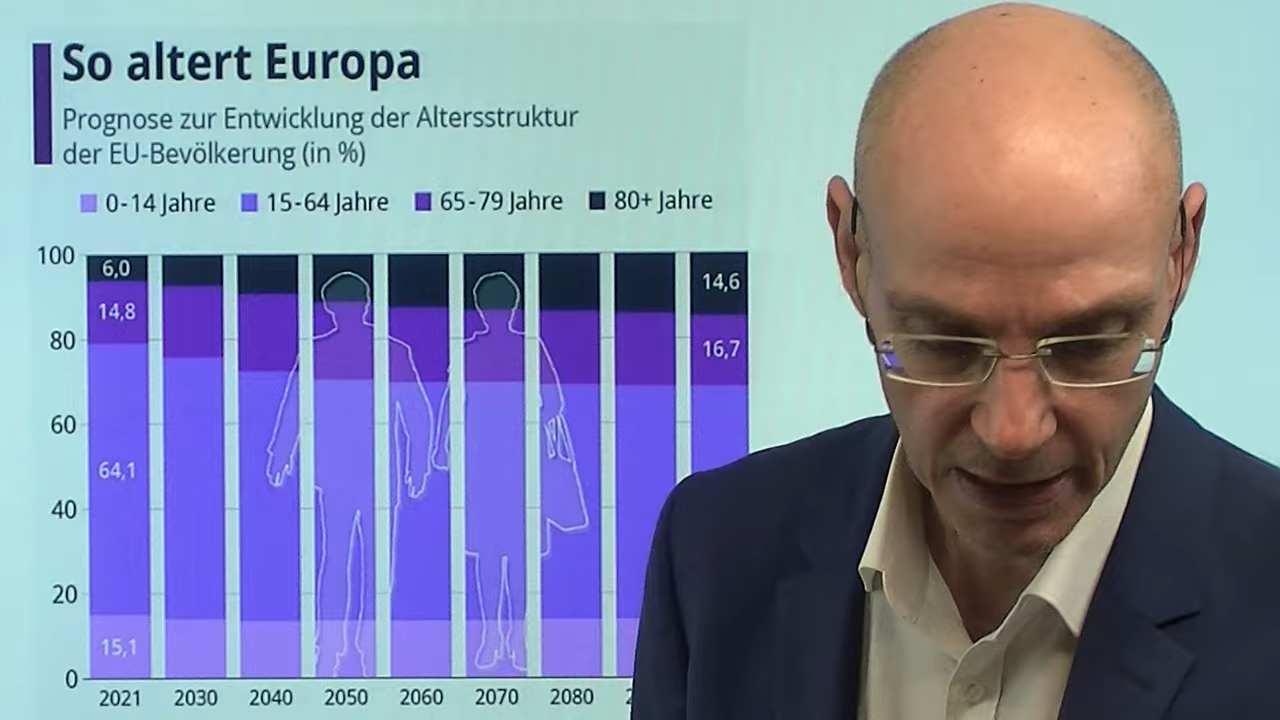 So altert Europa
Prognose zur Entwicklung der Altersstruktur
der EU-Bevölkerung (in %)
0-14 Jahre 15-64 Jahre 65-79 Jahre 80+ Jahre
100
6,0 14,6
14,8
80
16,7
60
64,1
40
20
15,1
0
2021 2030 2040 2050 2060 2070 2080